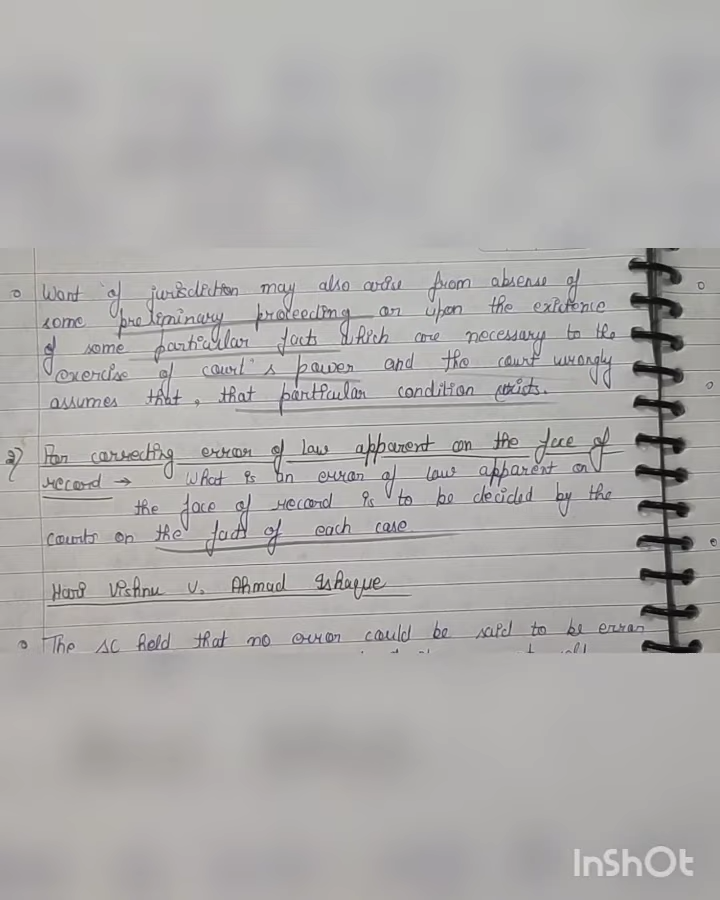 Want of jurisdiction may also arise from absense of
some preliminary proceeding or upon the existence
of some particular facts which are necessary to the
exercise of court's power and the court wrongly
assumes that, that particular condition exists.
2) For correcting error of law apparent on the face of
record → What is an error of law apparent on
the face of record is to be decided by the
courts on the facts of each case
Hari Vishnu v. Ahmad Ishaque
The SC held that no error could be said to be error
InShOt